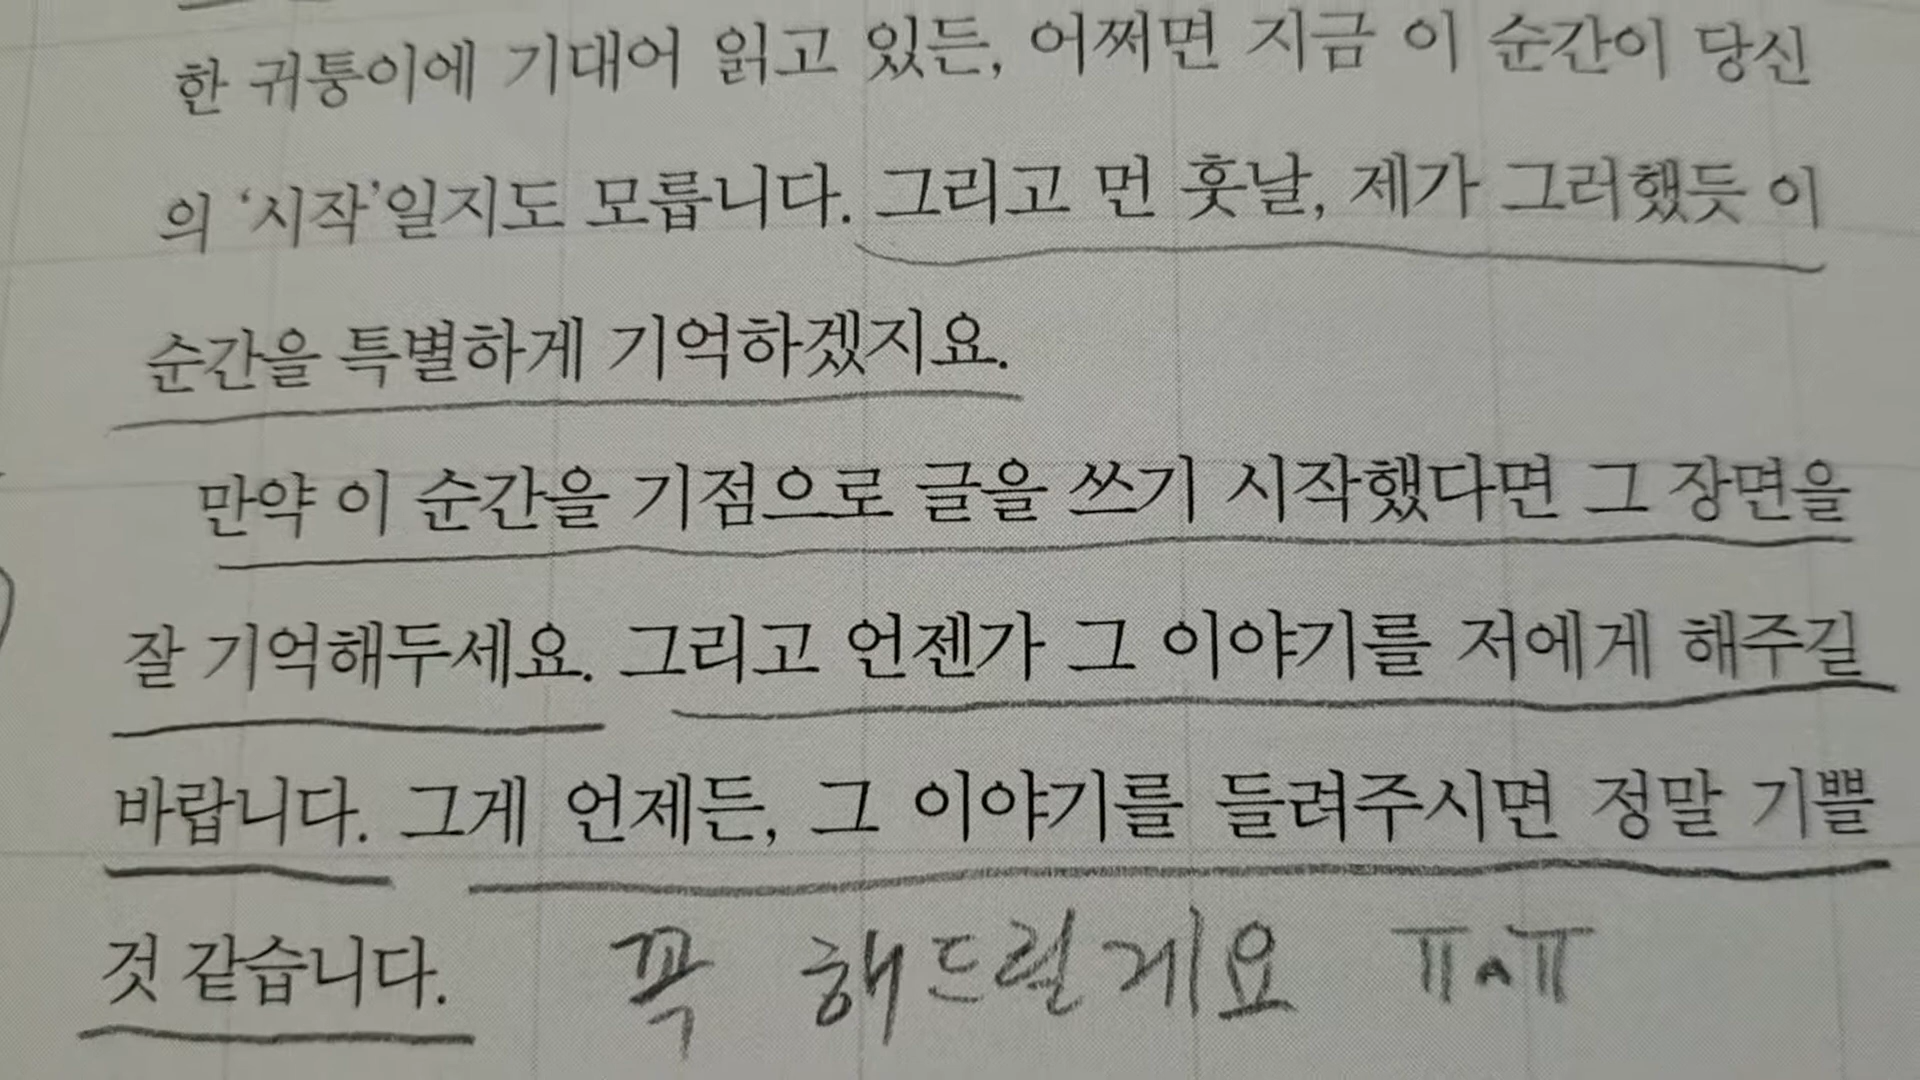 한 귀퉁이에 기대어 읽고 있든, 어쩌면 지금 이 순간이 당신
의 ‘시작’일지도 모릅니다. 그리고 먼 훗날, 제가 그러했듯 이
순간을 특별하게 기억하겠지요.
만약 이 순간을 기점으로 글을 쓰기 시작했다면 그 장면을
잘 기억해두세요. 그리고 언젠가 그 이야기를 저에게 해주길
바랍니다. 그게 언제든, 그 이야기를 들려주시면 정말 기쁠
것 같습니다. 꼭 해드릴게요 ㅠㅅㅠ